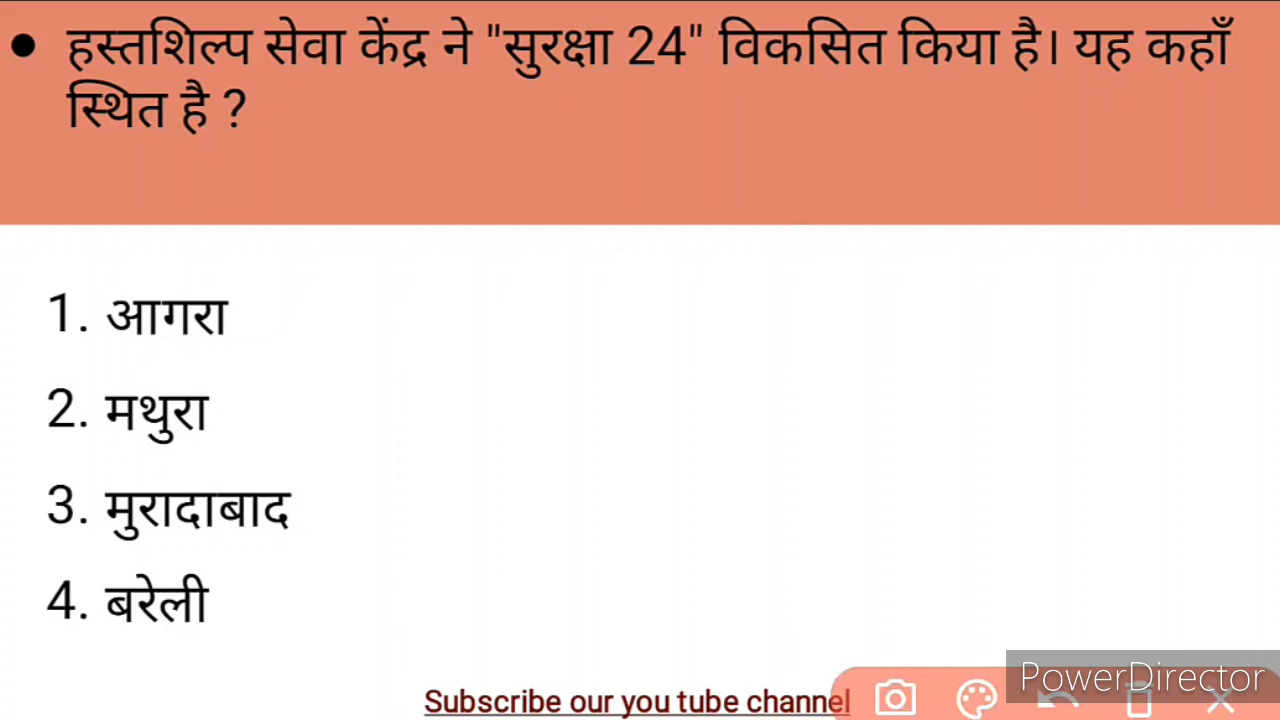 ● हस्तशिल्प सेवा केंद्र ने "सुरक्षा 24" विकसित किया है। यह कहाँ
स्थित है ?
1. आगरा
2. मथुरा
3. मुरादाबाद
4. बरेली
PowerDirector
Subscribe our you tube channel